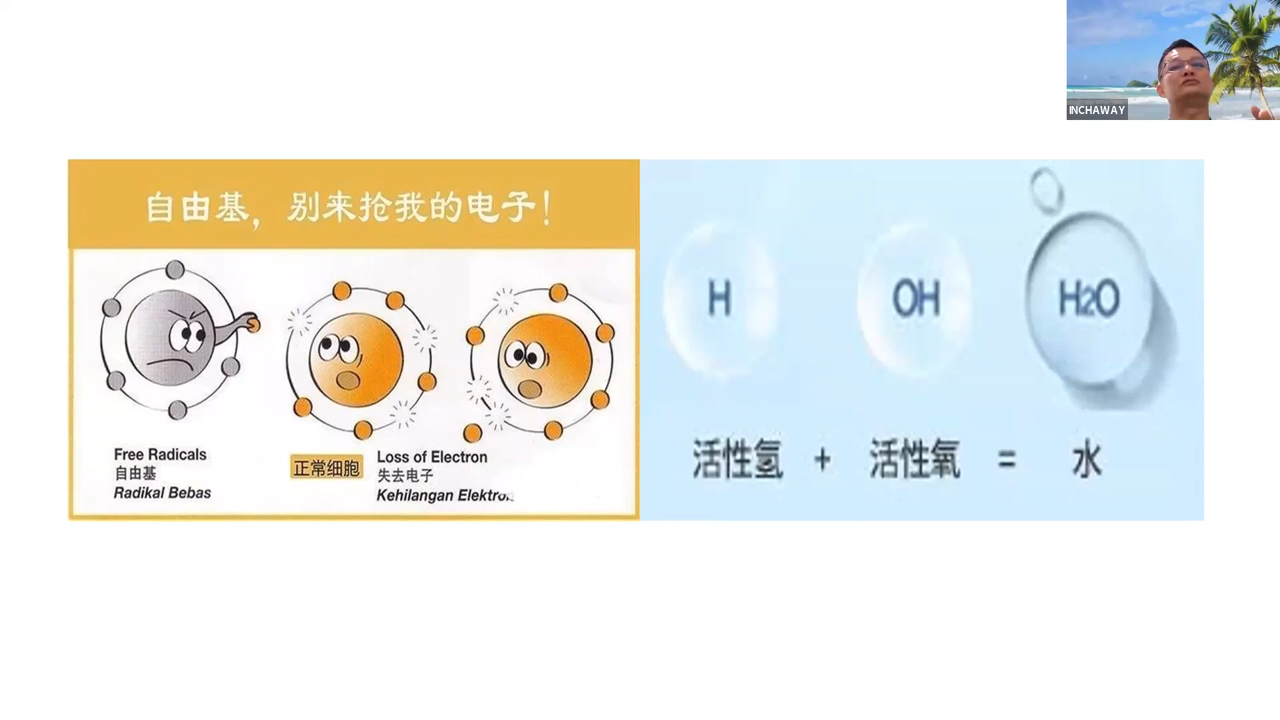 INCHAWAY
自由基，别来抢我的电子！
Free Radicals
自由基
Radikal Bebas
正常细胞
Loss of Electron
失去电子
Kehilangan Elektron
H
OH
H2O
活性氢 + 活性氧 = 水